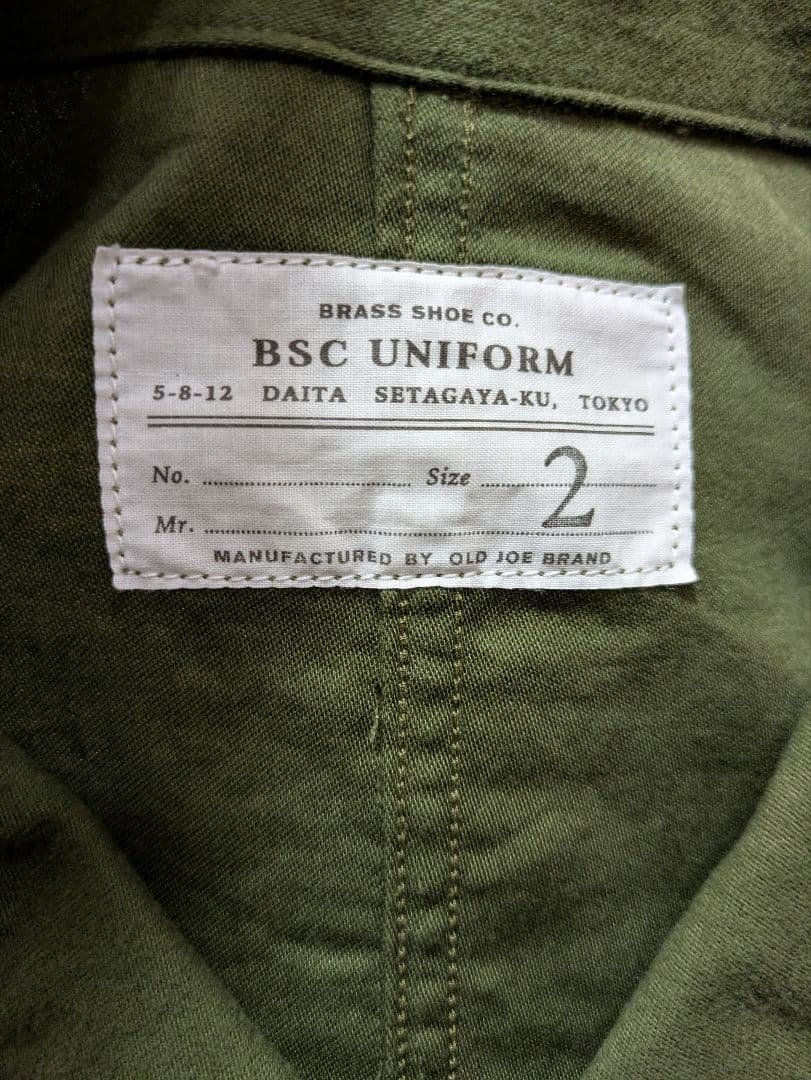 BRASS SHOE CO.
BSC UNIFORM
5-8-12 DAITA SETAGAYA-KU, TOKYO
No. Size 2
Mr.
MANUFACTURED BY OLD JOE BRAND